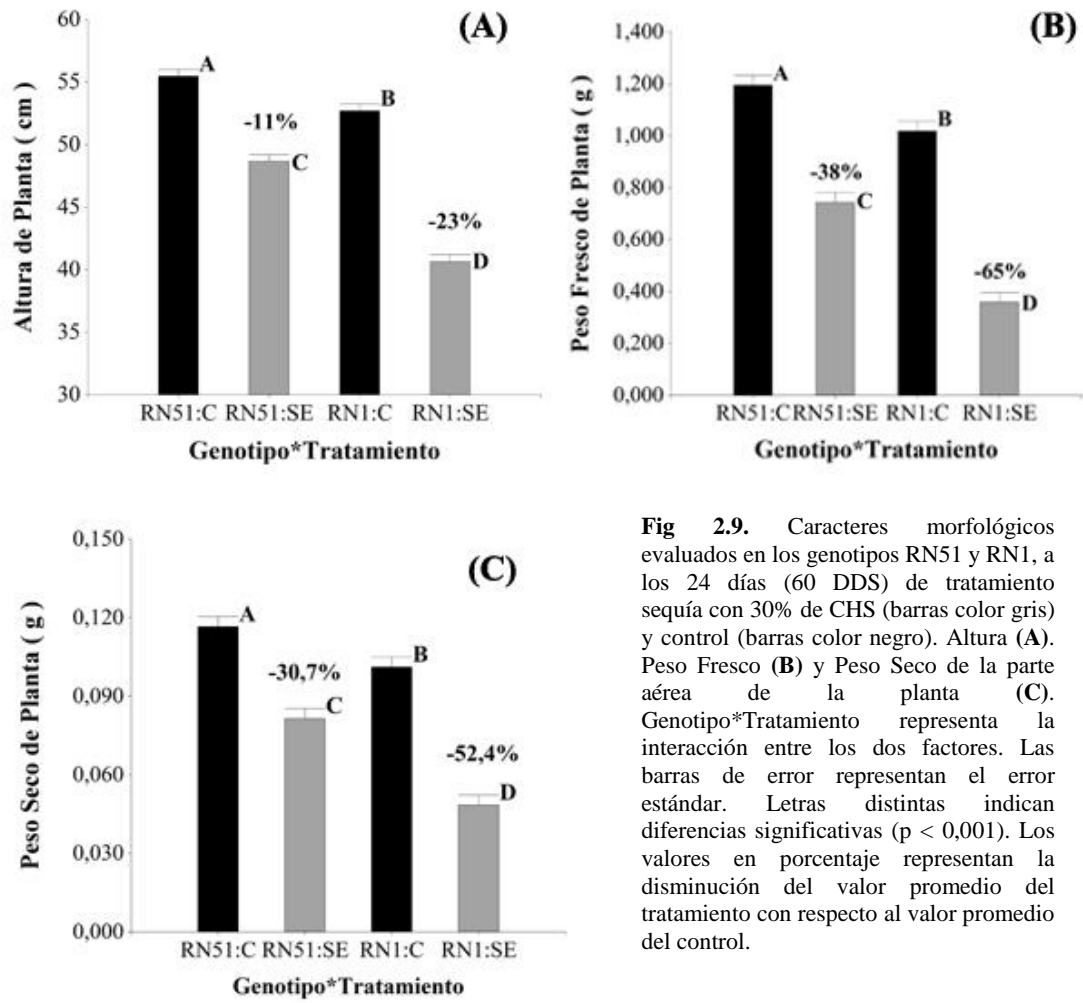 (A)
Altura de Planta ( cm )
60
55
50
45
40
35
30
A
-11%
C
B
-23%
D
RN51:C RN51:SE RN1:C RN1:SE
Genotipo*Tratamiento
(B)
Peso Fresco de Planta ( g )
1,400
1,200
1,000
0,800
0,600
0,400
0,200
0,000
A
-38%
C
B
-65%
D
RN51:C RN51:SE RN1:C RN1:SE
Genotipo*Tratamiento
(C)
Peso Seco de Planta ( g )
0,150
0,120
0,090
0,060
0,030
0,000
A
-30,7%
C
B
-52,4%
D
RN51:C RN51:SE RN1:C RN1:SE
Genotipo*Tratamiento
Fig 2.9. Caracteres morfológicos
evaluados en los genotipos RN51 y RN1, a
los 24 días (60 DDS) de tratamiento
sequía con 30% de CHS (barras color gris)
y control (barras color negro). Altura (A).
Peso Fresco (B) y Peso Seco de la parte
aérea de la planta (C).
Genotipo*Tratamiento representa la
interacción entre los dos factores. Las
barras de error representan el error
estándar. Letras distintas indican
diferencias significativas (p < 0,001). Los
valores en porcentaje representan la
disminución del valor promedio del
tratamiento con respecto al valor promedio
del control.